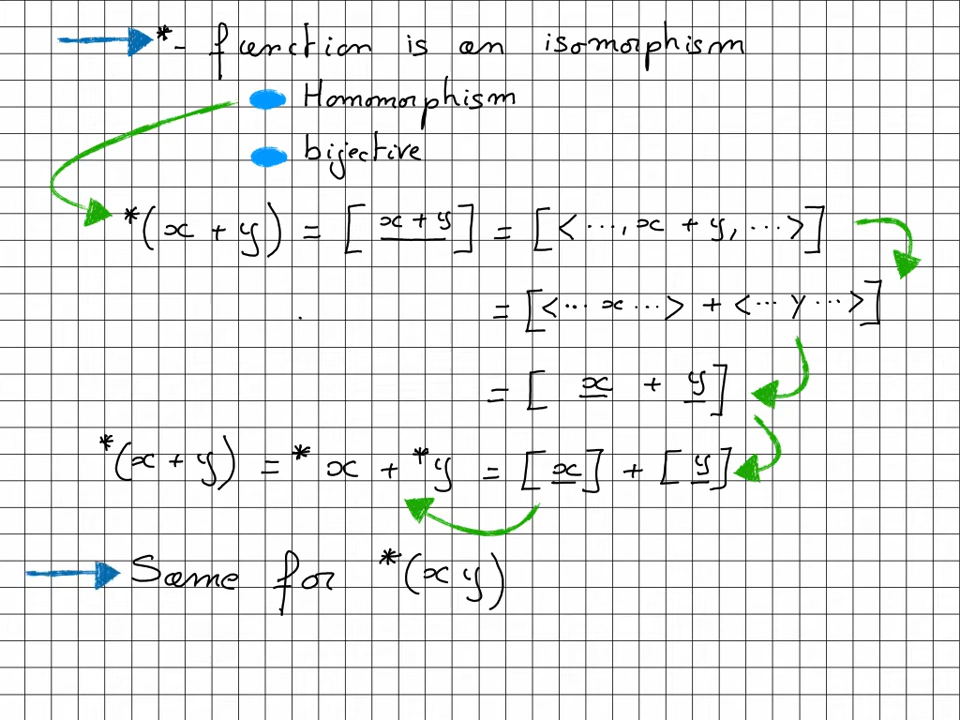 *- function is an isomorphism
Homomorphism
bijective
*(x + y) = [x + y] = [<···, x + y, ···>]
= [<··· x ···> + <··· y ···>]
= [x + y]
*(x + y) = *x + *y = [x] + [y]
Same for *(xy)